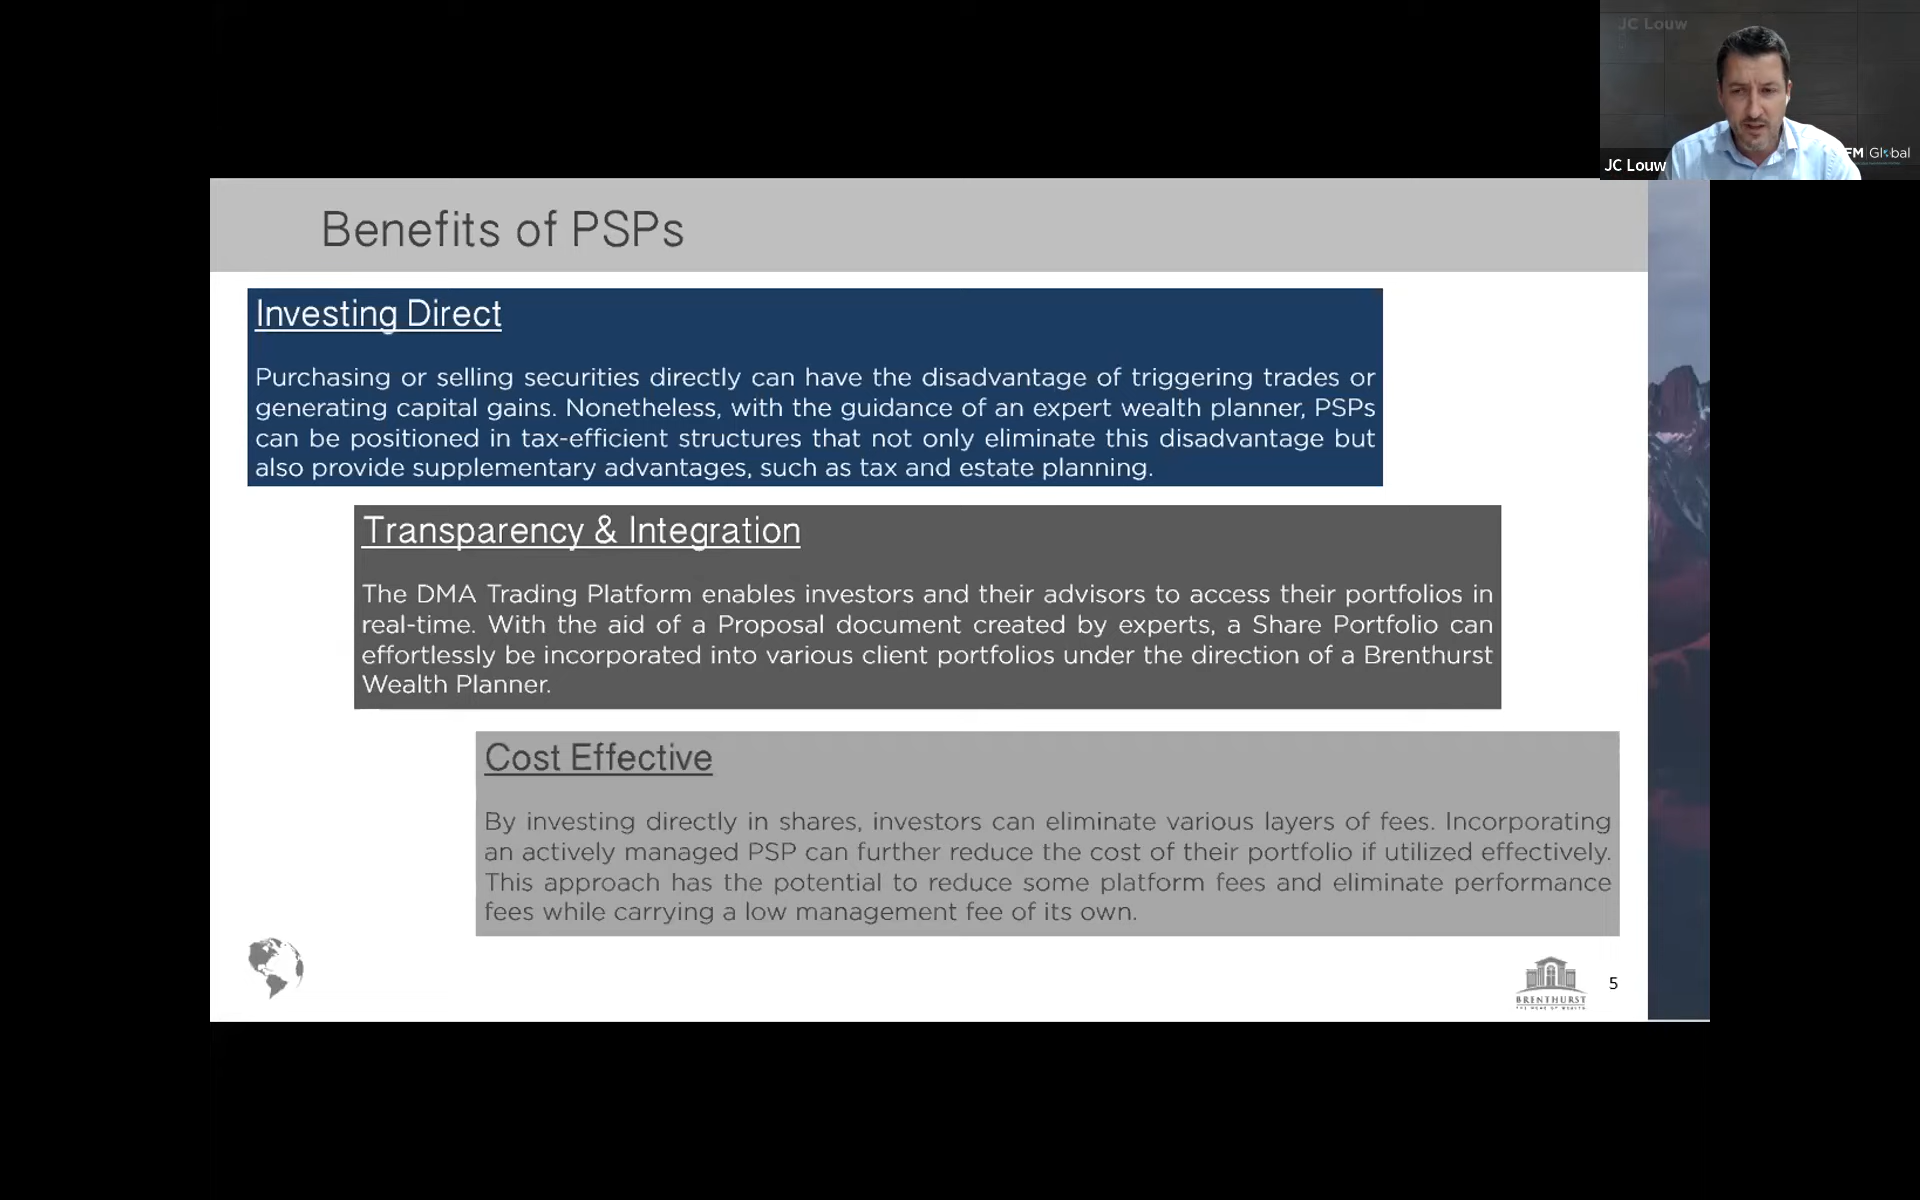 JC Louw
JC Louw
FM | Global
Benefits of PSPs
Investing Direct
Purchasing or selling securities directly can have the disadvantage of triggering trades or
generating capital gains. Nonetheless, with the guidance of an expert wealth planner, PSPs
can be positioned in tax-efficient structures that not only eliminate this disadvantage but
also provide supplementary advantages, such as tax and estate planning.
Transparency & Integration
The DMA Trading Platform enables investors and their advisors to access their portfolios in
real-time. With the aid of a Proposal document created by experts, a Share Portfolio can
effortlessly be incorporated into various client portfolios under the direction of a Brenthurst
Wealth Planner.
Cost Effective
By investing directly in shares, investors can eliminate various layers of fees. Incorporating
an actively managed PSP can further reduce the cost of their portfolio if utilized effectively.
This approach has the potential to reduce some platform fees and eliminate performance
fees while carrying a low management fee of its own.
BRENTHURST
THE HOME OF WEALTH
5